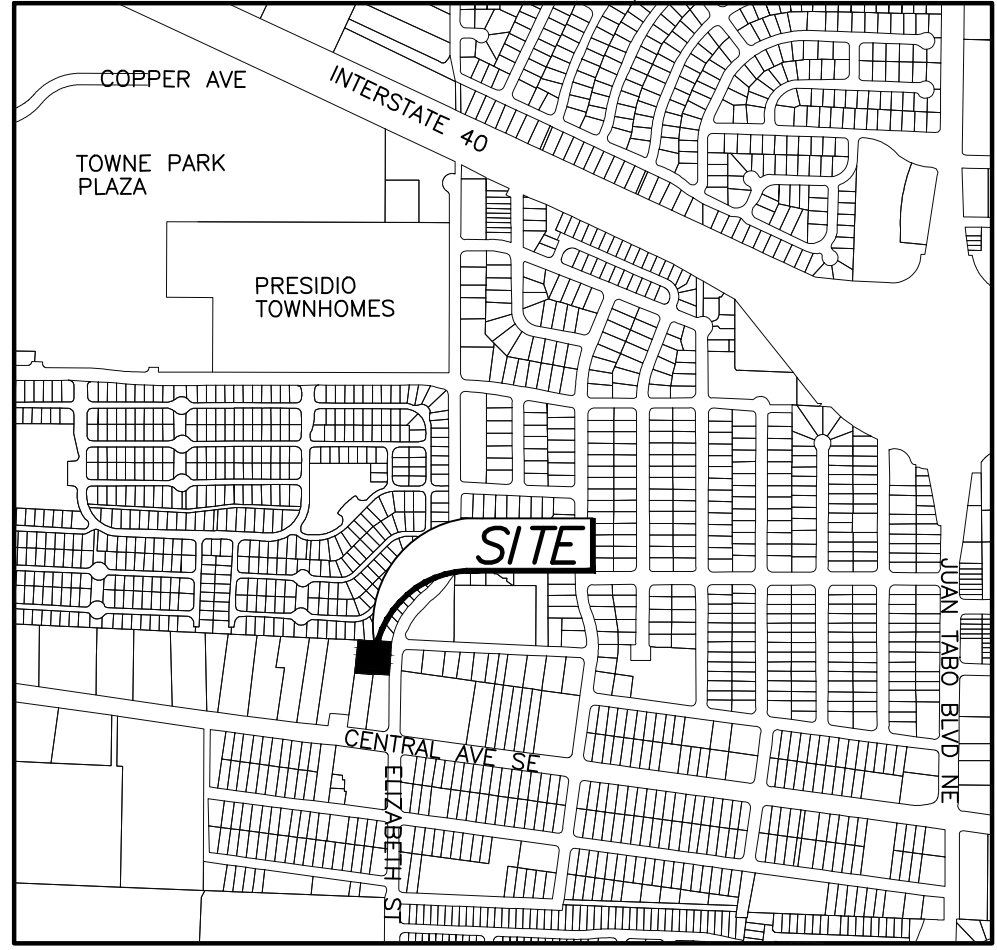 COPPER AVE
INTERSTATE 40
TOWNE PARK
PLAZA
PRESIDIO
TOWNHOMES
SITE
JUAN TABO BLVD NE
CENTRAL AVE SE
ELIZABETH ST